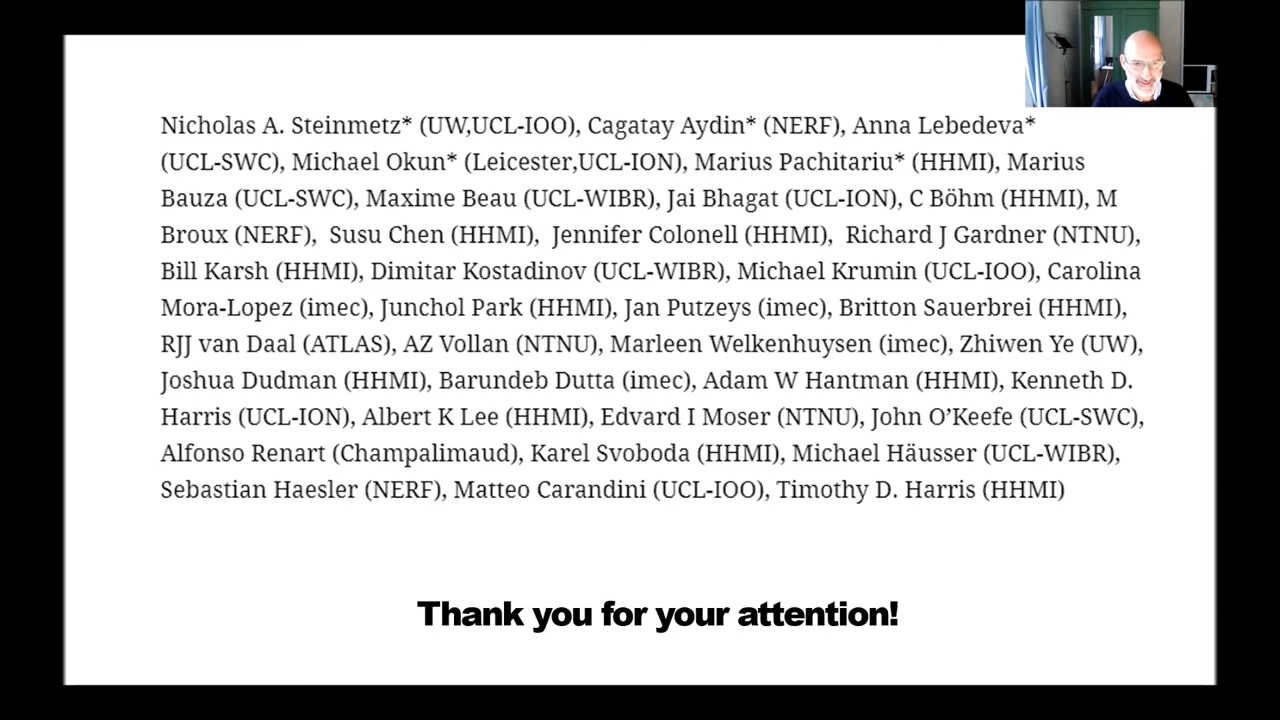 Nicholas A. Steinmetz* (UW,UCL-IOO), Cagatay Aydin* (NERF), Anna Lebedeva*
(UCL-SWC), Michael Okun* (Leicester,UCL-ION), Marius Pachitariu* (HHMI), Marius
Bauza (UCL-SWC), Maxime Beau (UCL-WIBR), Jai Bhagat (UCL-ION), C Böhm (HHMI), M
Broux (NERF),  Susu Chen (HHMI),  Jennifer Colonell (HHMI),  Richard J Gardner (NTNU),
Bill Karsh (HHMI), Dimitar Kostadinov (UCL-WIBR), Michael Krumin (UCL-IOO), Carolina
Mora-Lopez (imec), Junchol Park (HHMI), Jan Putzeys (imec), Britton Sauerbrei (HHMI),
RJJ van Daal (ATLAS), AZ Vollan (NTNU), Marleen Welkenhuysen (imec), Zhiwen Ye (UW),
Joshua Dudman (HHMI), Barundeb Dutta (imec), Adam W Hantman (HHMI), Kenneth D.
Harris (UCL-ION), Albert K Lee (HHMI), Edvard I Moser (NTNU), John O’Keefe (UCL-SWC),
Alfonso Renart (Champalimaud), Karel Svoboda (HHMI), Michael Häusser (UCL-WIBR),
Sebastian Haesler (NERF), Matteo Carandini (UCL-IOO), Timothy D. Harris (HHMI)
Thank you for your attention!